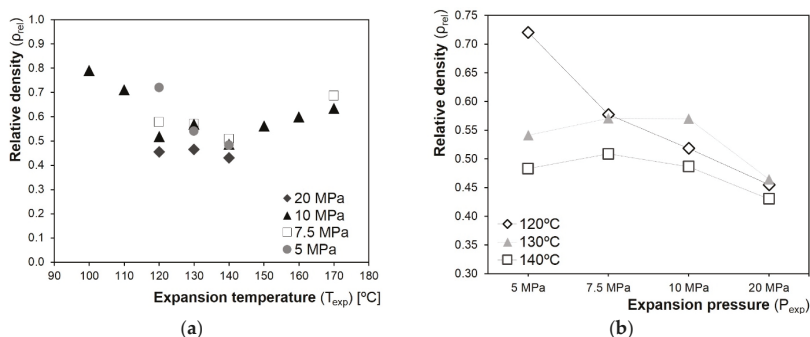 Relative density (ρrel)
1.0
0.9
0.8
0.7
0.6
0.5
0.4
0.3
0.2
0.1
0.0
90 100 110 120 130 140 150 160 170 180
Expansion temperature (Texp) [ºC]
20 MPa
10 MPa
7.5 MPa
5 MPa
(a)
Relative density (ρrel)
0.75
0.70
0.65
0.60
0.55
0.50
0.45
0.40
0.35
0.30
120ºC
130ºC
140ºC
5 MPa 7.5 MPa 10 MPa 20 MPa
Expansion pressure (Pexp)
(b)